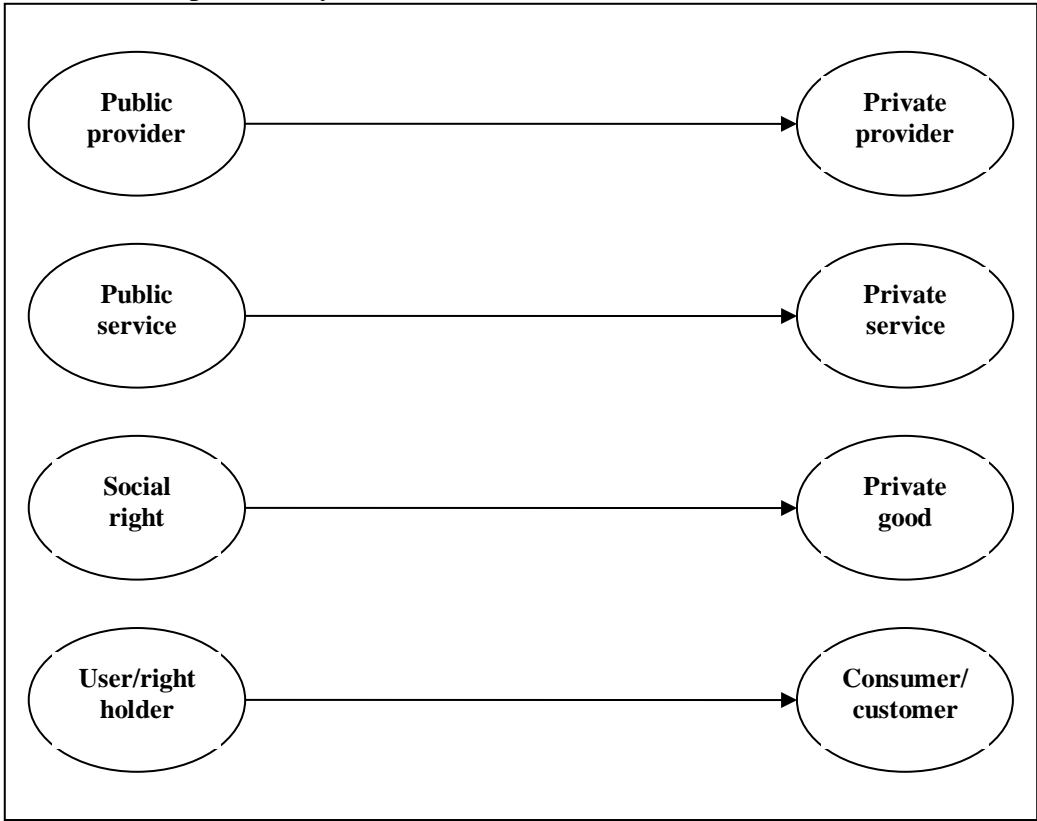 Public
provider
Private
provider
Public
service
Private
service
Social
right
Private
good
User/right
holder
Consumer/
customer